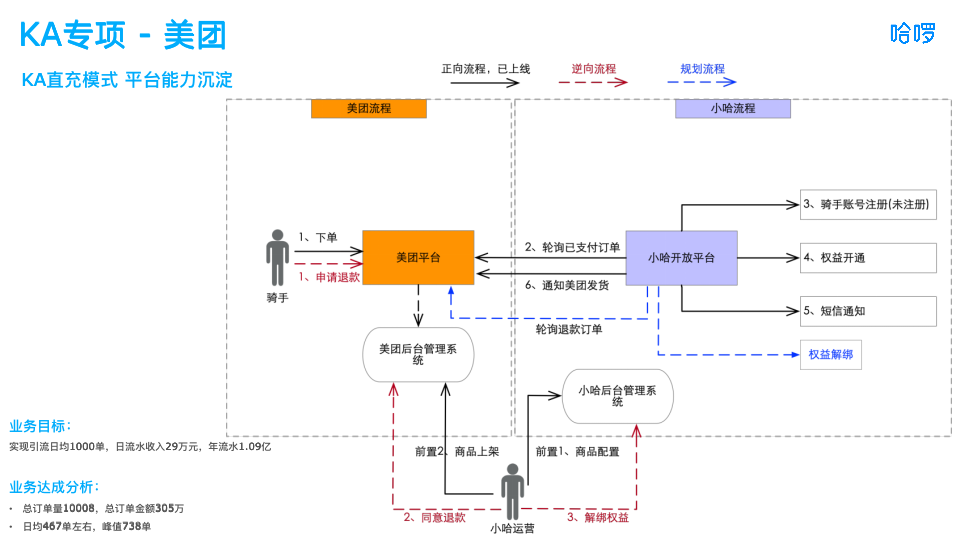 KA专项 - 美团
哈啰
KA直充模式 平台能力沉淀
正向流程，已上线
逆向流程
规划流程
美团流程
小哈流程
3、骑手账号注册(未注册)
1、下单
美团平台
2、轮询已支付订单
小哈开放平台
4、权益开通
1、申请退款
6、通知美团发货
骑手
5、短信通知
轮询退款订单
美团后台管理系
统
权益解绑
小哈后台管理系
统
业务目标：
实现引流日均1000单，日流水收入29万元，年流水1.09亿
前置2、商品上架
前置1、商品配置
业务达成分析：
• 总订单量10008，总订单金额305万
2、同意退款
3、解绑权益
• 日均467单左右，峰值738单
小哈运营